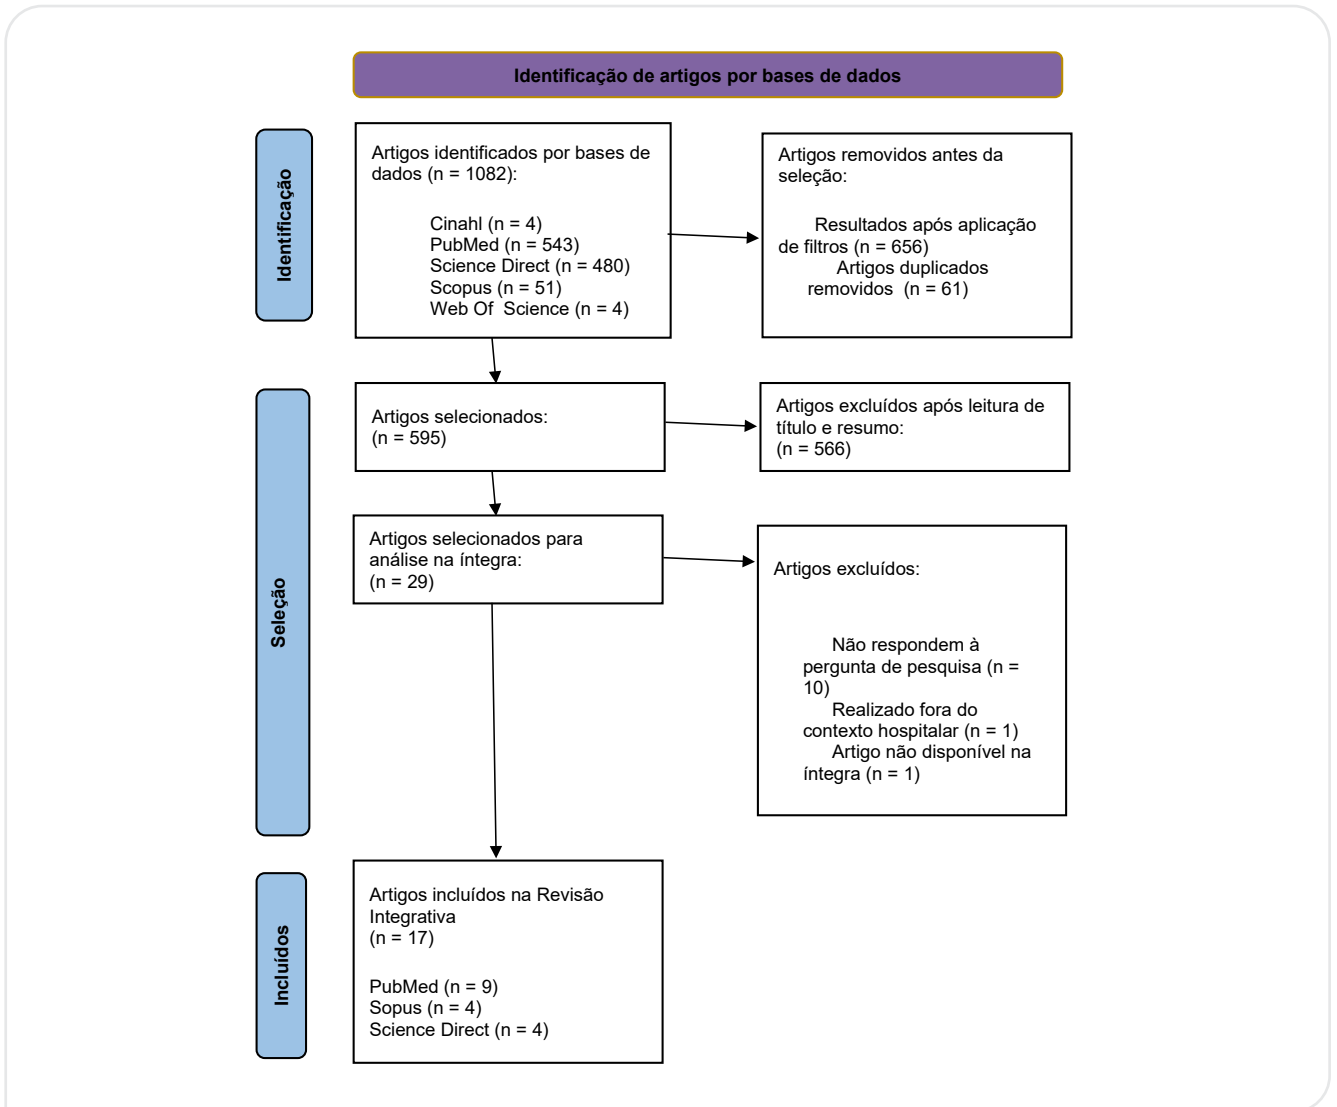 Identificação de artigos por bases de dados
Identificação
Artigos identificados por bases de
dados (n = 1082):
Cinahl (n = 4)
PubMed (n = 543)
Science Direct (n = 480)
Scopus (n = 51)
Web Of  Science (n = 4)
Artigos removidos antes da
seleção:
Resultados após aplicação
de filtros (n = 656)
Artigos duplicados
removidos  (n = 61)
Seleção
Artigos selecionados:
(n = 595)
Artigos excluídos após leitura de
título e resumo:
(n = 566)
Artigos selecionados para
análise na íntegra:
(n = 29)
Artigos excluídos:
Não respondem à
pergunta de pesquisa (n =
10)
Realizado fora do
contexto hospitalar (n = 1)
Artigo não disponível na
íntegra (n = 1)
Incluídos
Artigos incluídos na Revisão
Integrativa
(n = 17)
PubMed (n = 9)
Sopus (n = 4)
Science Direct (n = 4)